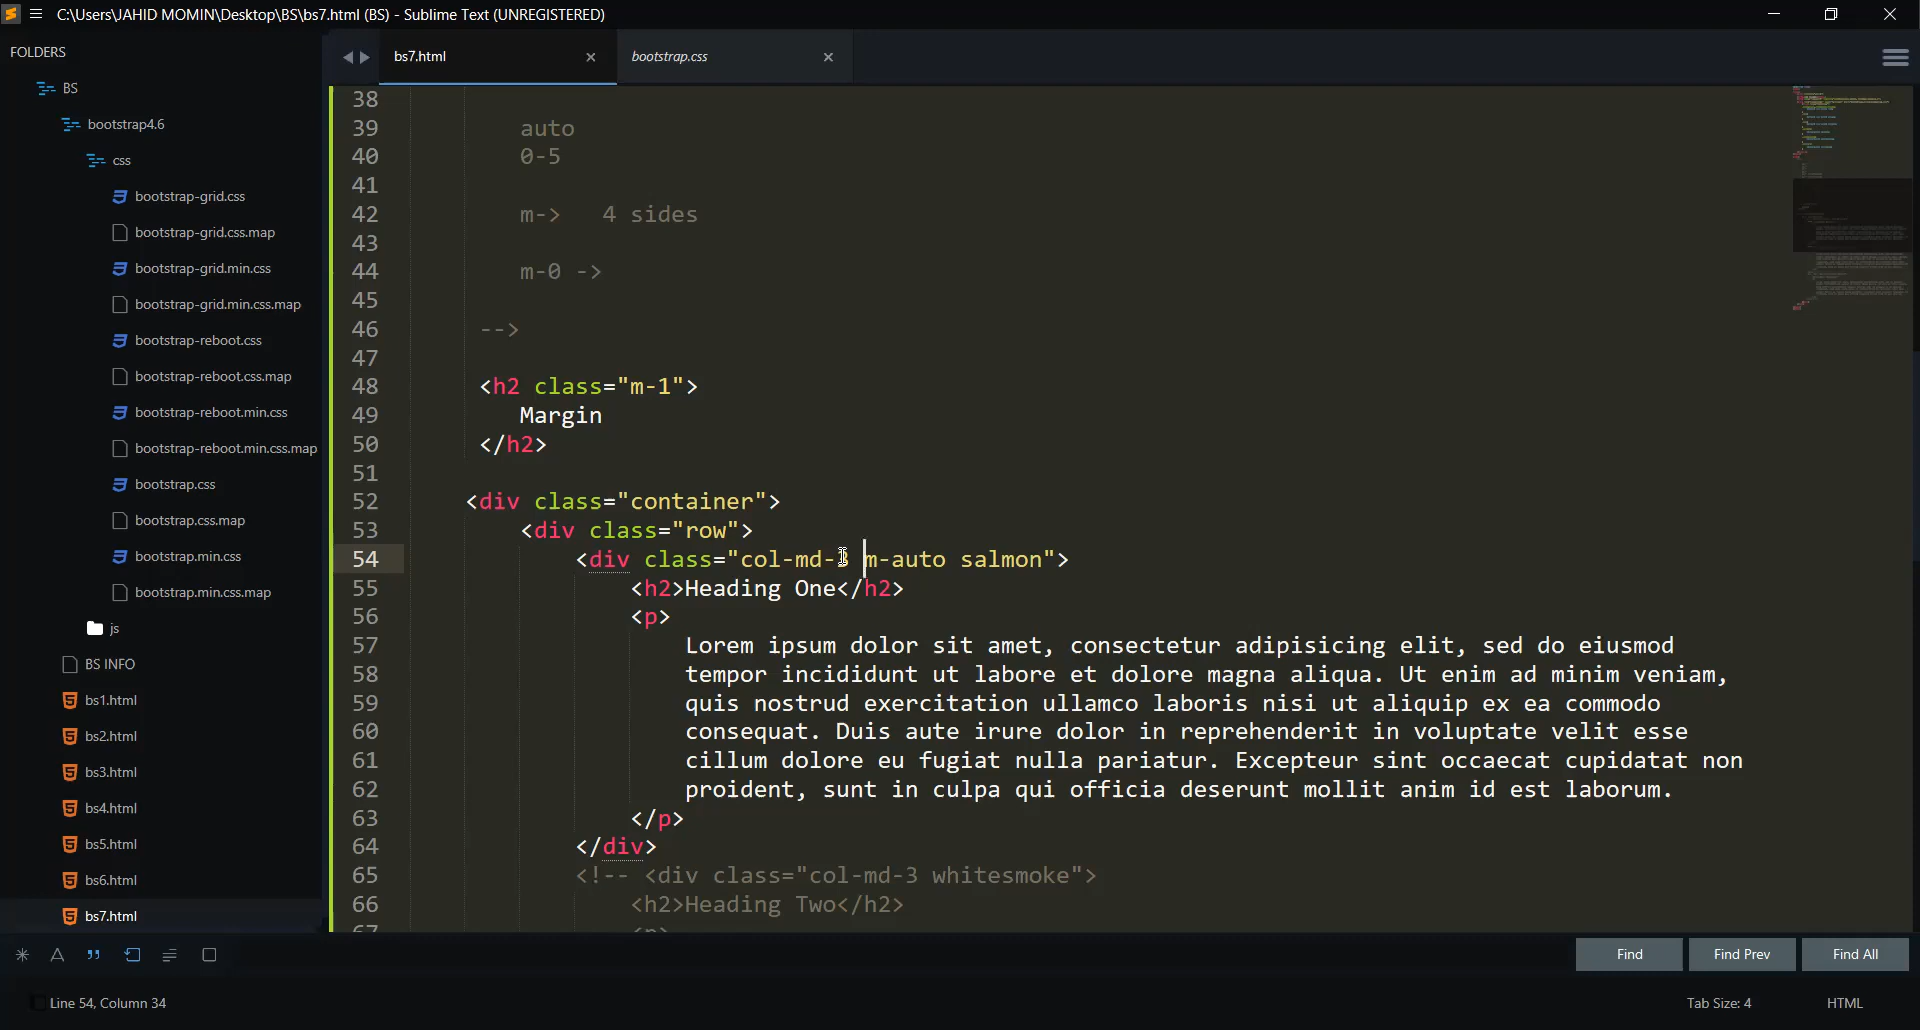 C:\Users\JAHID MOMIN\Desktop\BS\bs7.html (BS) - Sublime Text (UNREGISTERED)
FOLDERS
BS
bootstrap4.6
css
bootstrap-grid.css
bootstrap-grid.css.map
bootstrap-grid.min.css
bootstrap-grid.min.css.map
bootstrap-reboot.css
bootstrap-reboot.css.map
bootstrap-reboot.min.css
bootstrap-reboot.min.css.map
bootstrap.css
bootstrap.css.map
bootstrap.min.css
bootstrap.min.css.map
js
BS INFO
bs1.html
bs2.html
bs3.html
bs4.html
bs5.html
bs6.html
bs7.html
bs7.html
bootstrap.css
38
39 auto
40 0-5
41
42 m-> 4 sides
43
44 m-0 ->
45
46 -->
47
48 <h2 class="m-1">
49 Margin
50 </h2>
51
52 <div class="container">
53 <div class="row">
54 <div class="col-md-3 m-auto salmon">
55 <h2>Heading One</h2>
56 <p>
57 Lorem ipsum dolor sit amet, consectetur adipisicing elit, sed do eiusmod
58 tempor incididunt ut labore et dolore magna aliqua. Ut enim ad minim veniam,
59 quis nostrud exercitation ullamco laboris nisi ut aliquip ex ea commodo
60 consequat. Duis aute irure dolor in reprehenderit in voluptate velit esse
61 cillum dolore eu fugiat nulla pariatur. Excepteur sint occaecat cupidatat non
62 proident, sunt in culpa qui officia deserunt mollit anim id est laborum.
63 </p>
64 </div>
65 <!-- <div class="col-md-3 whitesmoke">
66 <h2>Heading Two</h2>
67 <p>
Find
Find Prev
Find All
Line 54, Column 34
Tab Size: 4
HTML